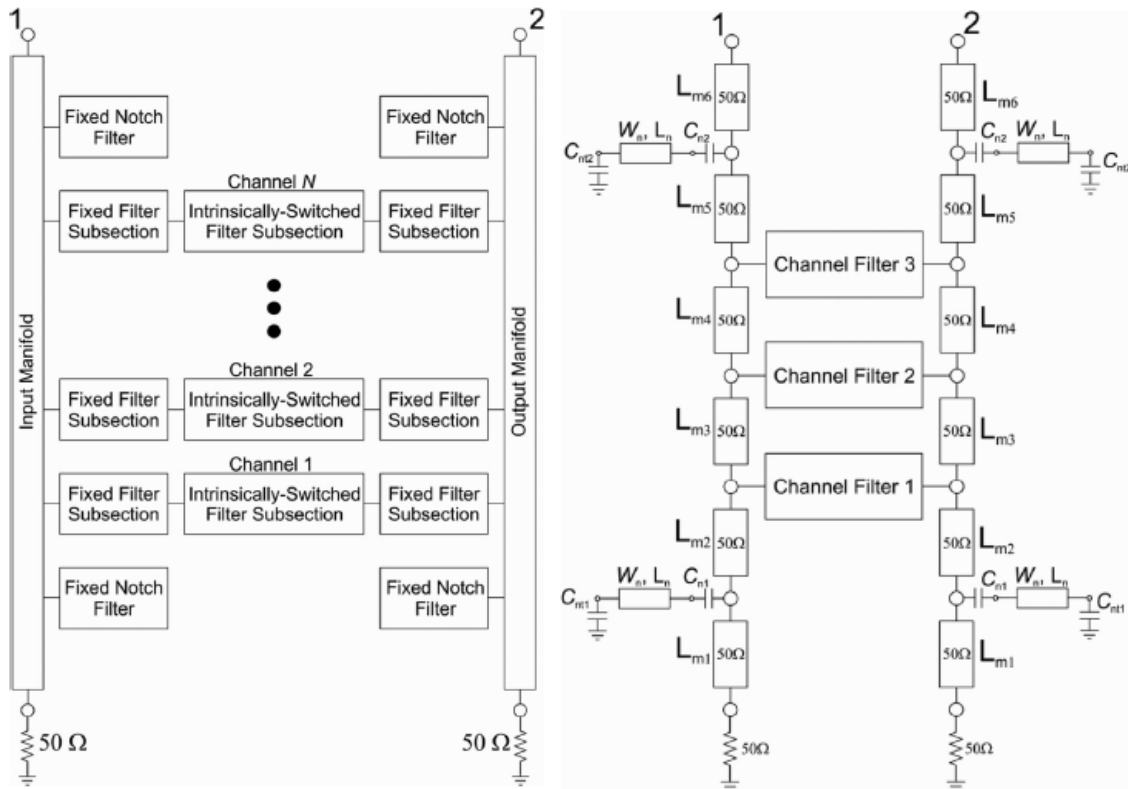 1
2
Fixed Notch
Filter
Fixed Notch
Filter
Channel N
Fixed Filter
Subsection
Intrinsically-Switched
Filter Subsection
Fixed Filter
Subsection
Input Manifold
Output Manifold
Channel 2
Fixed Filter
Subsection
Intrinsically-Switched
Filter Subsection
Fixed Filter
Subsection
Channel 1
Fixed Filter
Subsection
Intrinsically-Switched
Filter Subsection
Fixed Filter
Subsection
Fixed Notch
Filter
Fixed Notch
Filter
50 Ω
50 Ω
1
2
Lm6
50Ω
50Ω
Lm6
Cnt2
Wn, Ln
Cn2
Cn2
Wn, Ln
Cnt2
Lm5
50Ω
50Ω
Lm5
Channel Filter 3
Lm4
50Ω
50Ω
Lm4
Channel Filter 2
Lm3
50Ω
50Ω
Lm3
Channel Filter 1
Lm2
50Ω
50Ω
Lm2
Cnt1
Wn, Ln
Cn1
Cn1
Wn, Ln
Cnt1
Lm1
50Ω
50Ω
Lm1
50Ω
50Ω